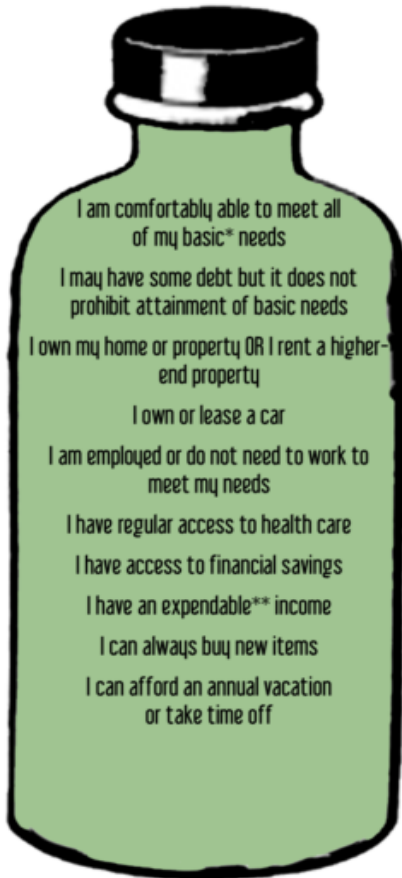 I am comfortably able to meet all
of my basic* needs
I may have some debt but it does not
prohibit attainment of basic needs
I own my home or property OR I rent a higher-
end property
I own or lease a car
I am employed or do not need to work to
meet my needs
I have regular access to health care
I have access to financial savings
I have an expendable** income
I can always buy new items
I can afford an annual vacation
or take time off